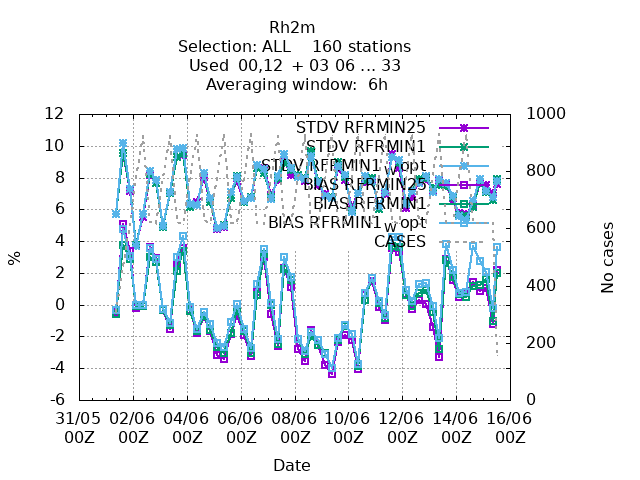 Rh2m
Selection: ALL 160 stations
Used 00,12 + 03 06 ... 33
Averaging window: 6h
12
10
8
6
4
2
0
-2
-4
-6
1000
800
600
400
200
0
%
No cases
STDV RFRMIN25
STDV RFRMIN1
STDV RFRMIN1wopt
BIAS RFRMIN25
BIAS RFRMIN1
BIAS RFRMIN1wopt
CASES
31/05 02/06 04/06 06/06 08/06 10/06 12/06 14/06 16/06
00Z 00Z 00Z 00Z 00Z 00Z 00Z 00Z 00Z
Date